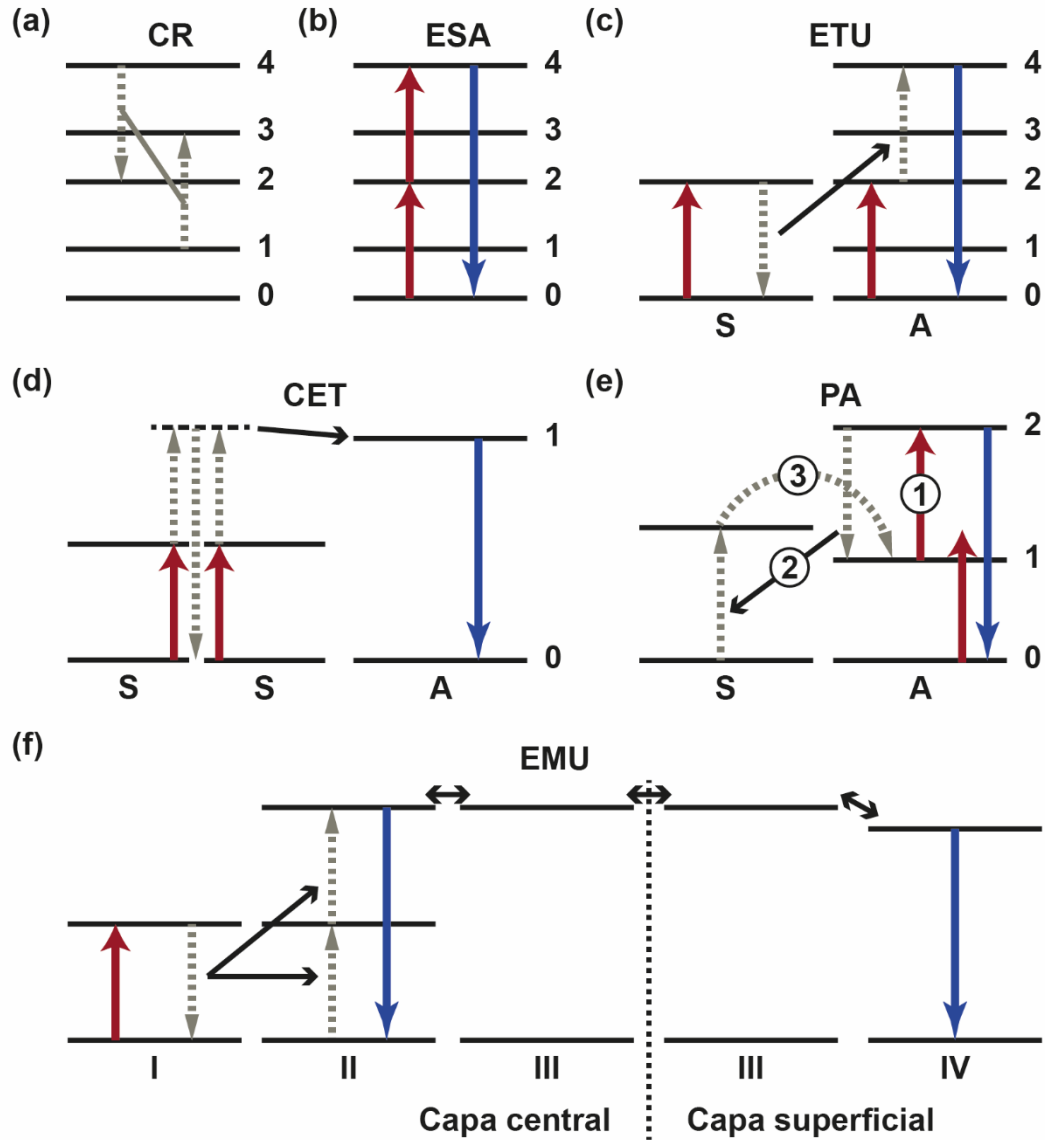 (a)
CR
4
3
2
1
0
(b)
ESA
4
3
2
1
0
(c)
ETU
4
3
2
1
0
S
A
(d)
CET
1
0
S
S
A
(e)
PA
2
3
1
1
2
0
S
A
(f)
EMU
I
II
III
III
IV
Capa central
Capa superficial